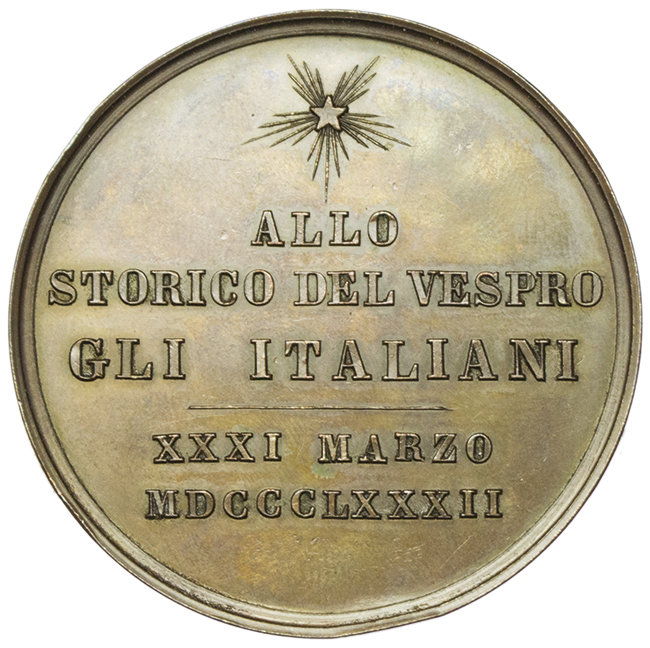 ALLO
STORICO DEL VESPRO
GLI ITALIANI
XXXI MARZO
MDCCCLXXXII